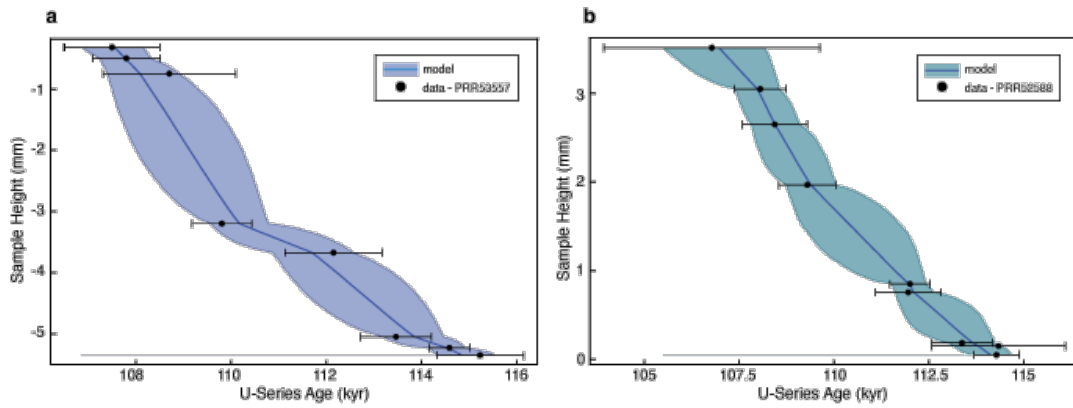 a
model
data - PRR53557
-1
-2
-3
-4
-5
Sample Height (mm)
108
110
112
114
116
U-Series Age (kyr)
b
model
data - PRR52588
3
2
1
0
Sample Height (mm)
105
107.5
110
112.5
115
U-Series Age (kyr)